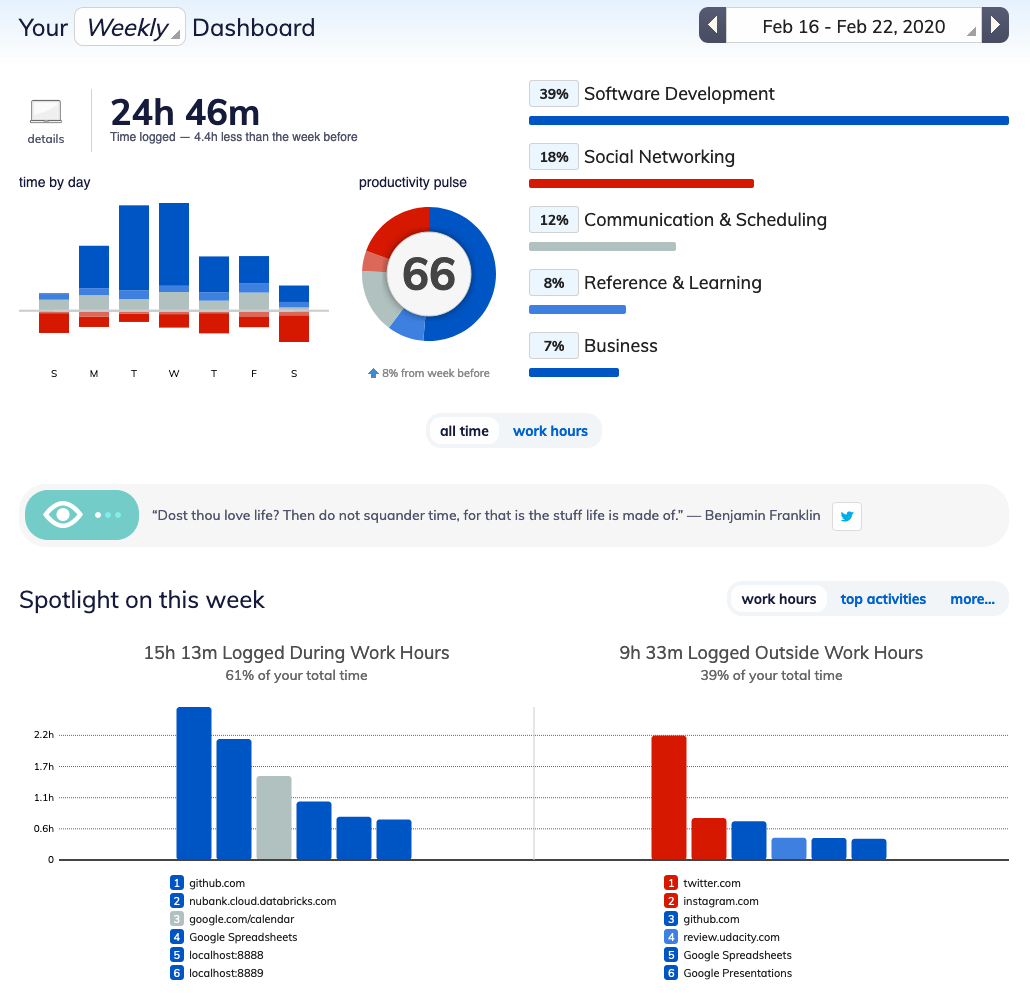 Your Weekly Dashboard
Feb 16 - Feb 22, 2020
details
24h 46m
Time logged — 4.4h less than the week before
time by day
S M T W T F S
productivity pulse
66
8% from week before
39% Software Development
18% Social Networking
12% Communication & Scheduling
8% Reference & Learning
7% Business
all time work hours
“Dost thou love life? Then do not squander time, for that is the stuff life is made of.” — Benjamin Franklin
Spotlight on this week
work hours top activities more...
15h 13m Logged During Work Hours
61% of your total time
2.2h
1.7h
1.1h
0.6h
0
1 github.com
2 nubank.cloud.databricks.com
3 google.com/calendar
4 Google Spreadsheets
5 localhost:8888
6 localhost:8889
9h 33m Logged Outside Work Hours
39% of your total time
1 twitter.com
2 instagram.com
3 github.com
4 review.udacity.com
5 Google Spreadsheets
6 Google Presentations